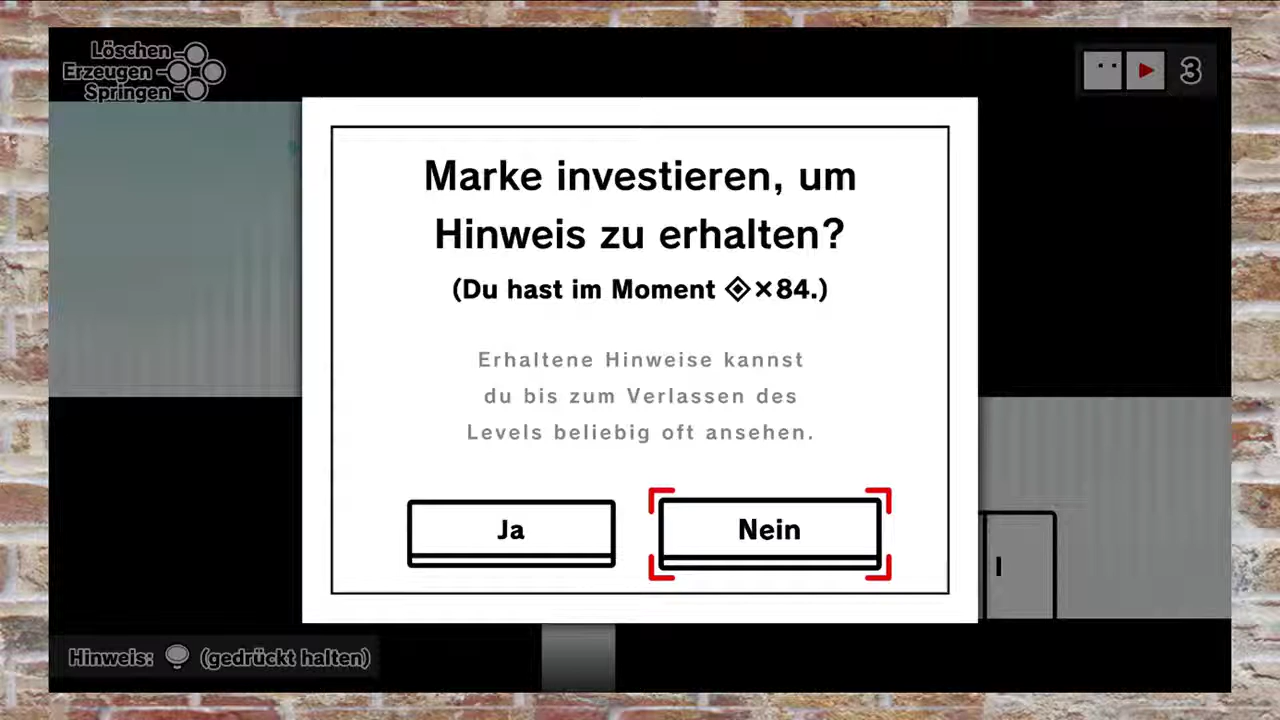 Löschen
Erzeugen
Springen
3
Marke investieren, um
Hinweis zu erhalten?
(Du hast im Moment ◈×84.)
Erhaltene Hinweise kannst
du bis zum Verlassen des
Levels beliebig oft ansehen.
Ja
Nein
Hinweis: (gedrückt halten)